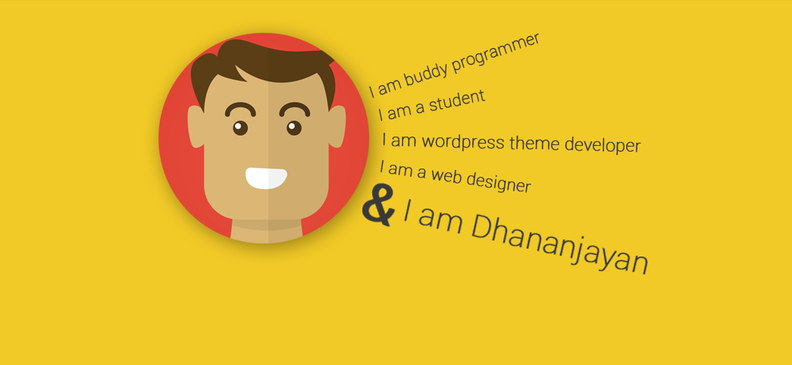 I am buddy programmer
I am a student
I am wordpress theme developer
I am a web designer
& I am Dhananjayan